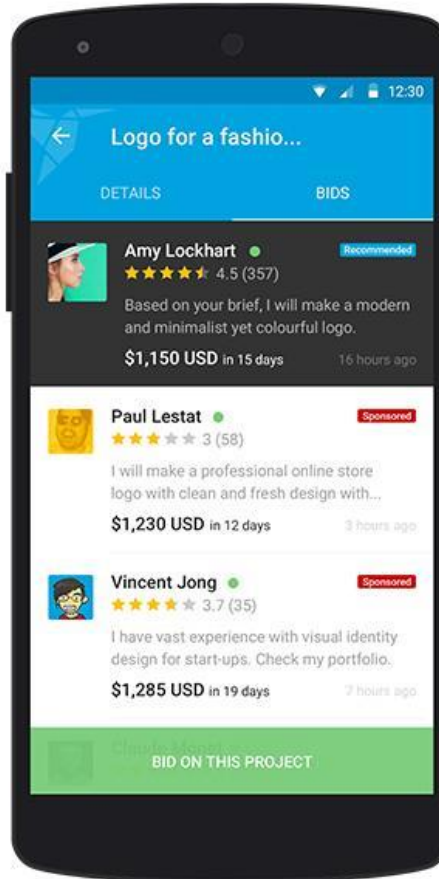 12:30
Logo for a fashio...
DETAILS BIDS
Amy Lockhart Recommended
4.5 (357)
Based on your brief, I will make a modern
and minimalist yet colourful logo.
$1,150 USD in 15 days 16 hours ago
Paul Lestat Sponsored
3 (58)
I will make a professional online store
logo with clean and fresh design with...
$1,230 USD in 12 days 3 hours ago
Vincent Jong Sponsored
3.7 (35)
I have vast experience with visual identity
design for start-ups. Check my portfolio.
$1,285 USD in 19 days 7 hours ago
Claude Monet
BID ON THIS PROJECT